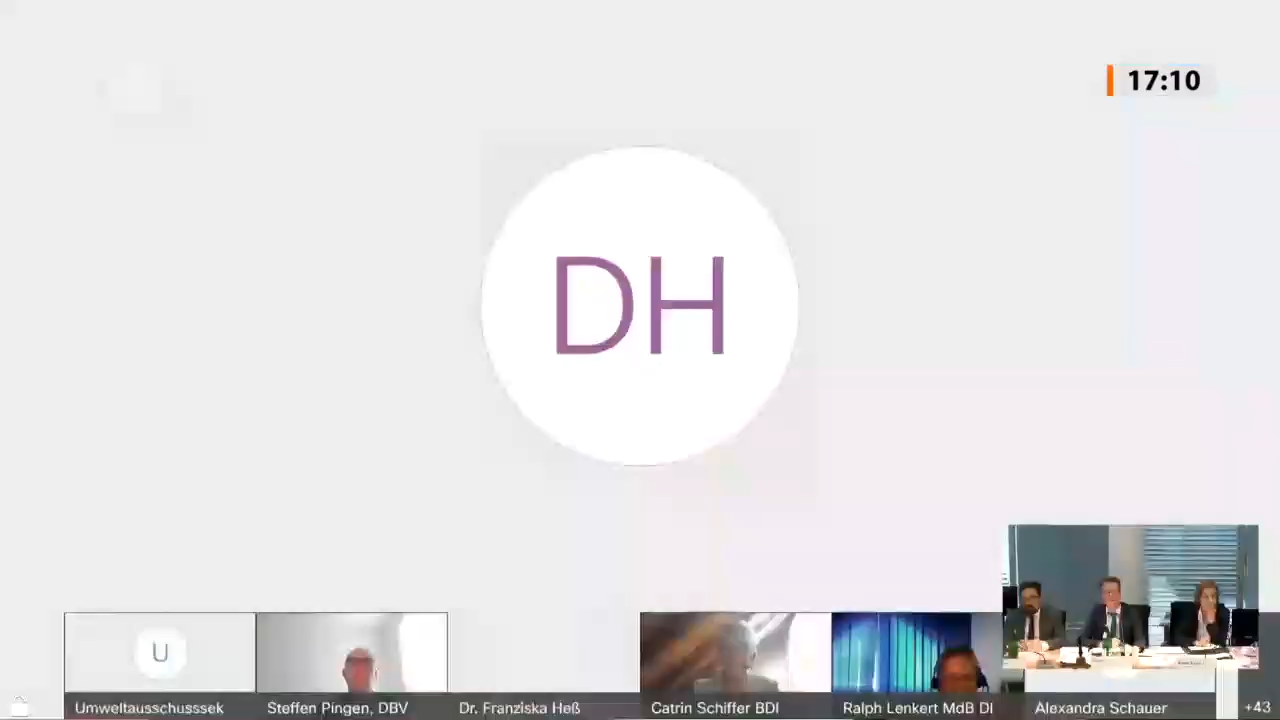 17:10
DH
U
Umweltausschusssek
Steffen Pingen, DBV
Dr. Franziska Heß
Catrin Schiffer BDI
Ralph Lenkert MdB DI
Alexandra Schauer
+43